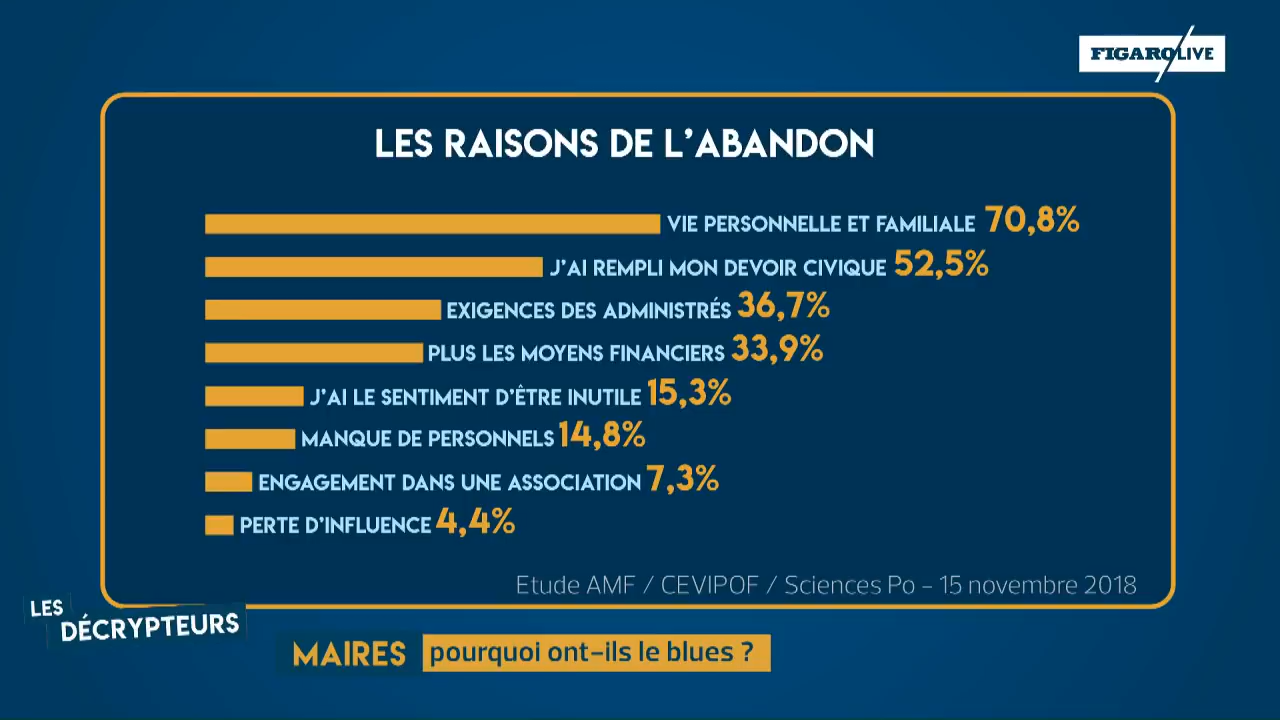 FIGARO LIVE
LES RAISONS DE L'ABANDON
VIE PERSONNELLE ET FAMILIALE 70,8%
J'AI REMPLI MON DEVOIR CIVIQUE 52,5%
EXIGENCES DES ADMINISTRÉS 36,7%
PLUS LES MOYENS FINANCIERS 33,9%
J'AI LE SENTIMENT D'ÊTRE INUTILE 15,3%
MANQUE DE PERSONNELS 14,8%
ENGAGEMENT DANS UNE ASSOCIATION 7,3%
PERTE D'INFLUENCE 4,4%
Etude AMF / CEVIPOF / Sciences Po – 15 novembre 2018
LES
DÉCRYPTEURS
MAIRES pourquoi ont-ils le blues ?